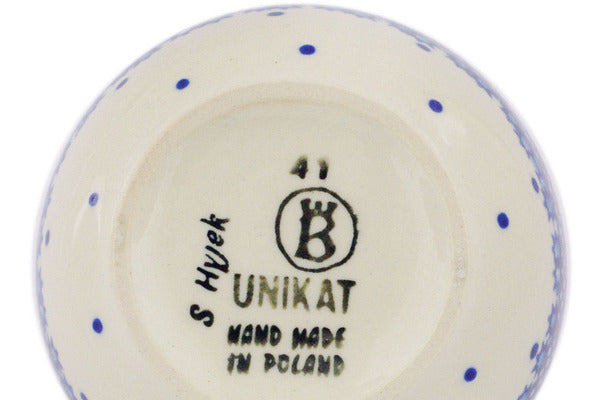 41
B
UNIKAT
HAND MADE
IN POLAND
S Hyjek